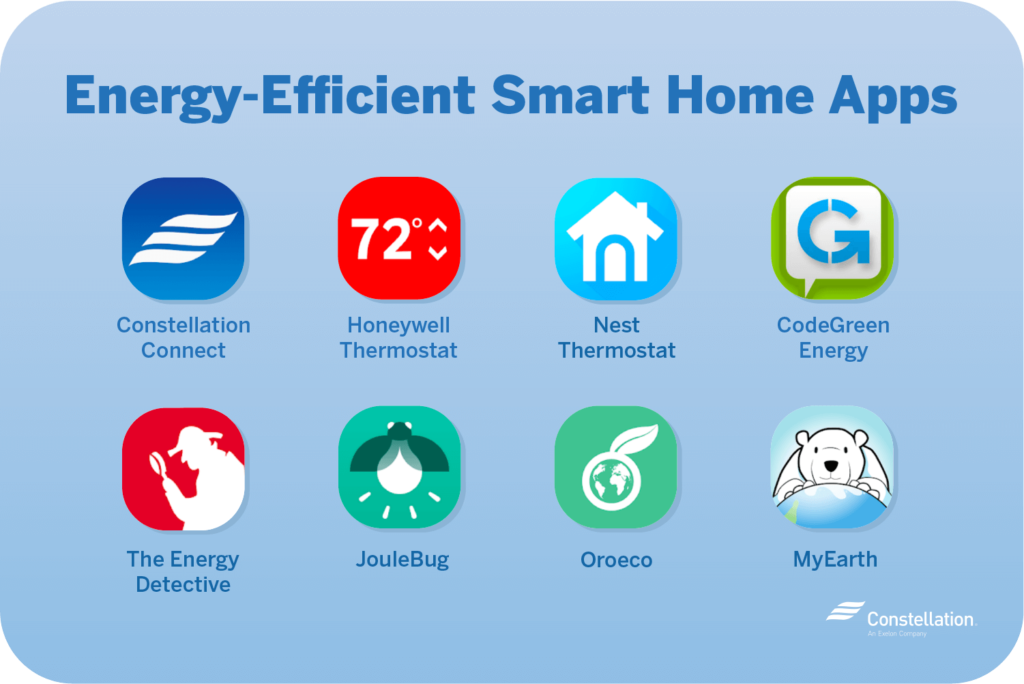 Energy-Efficient Smart Home Apps
72°
G
Constellation
Connect
Honeywell
Thermostat
Nest
Thermostat
CodeGreen
Energy
The Energy
Detective
JouleBug
Oroeco
MyEarth
Constellation.
An Exelon Company